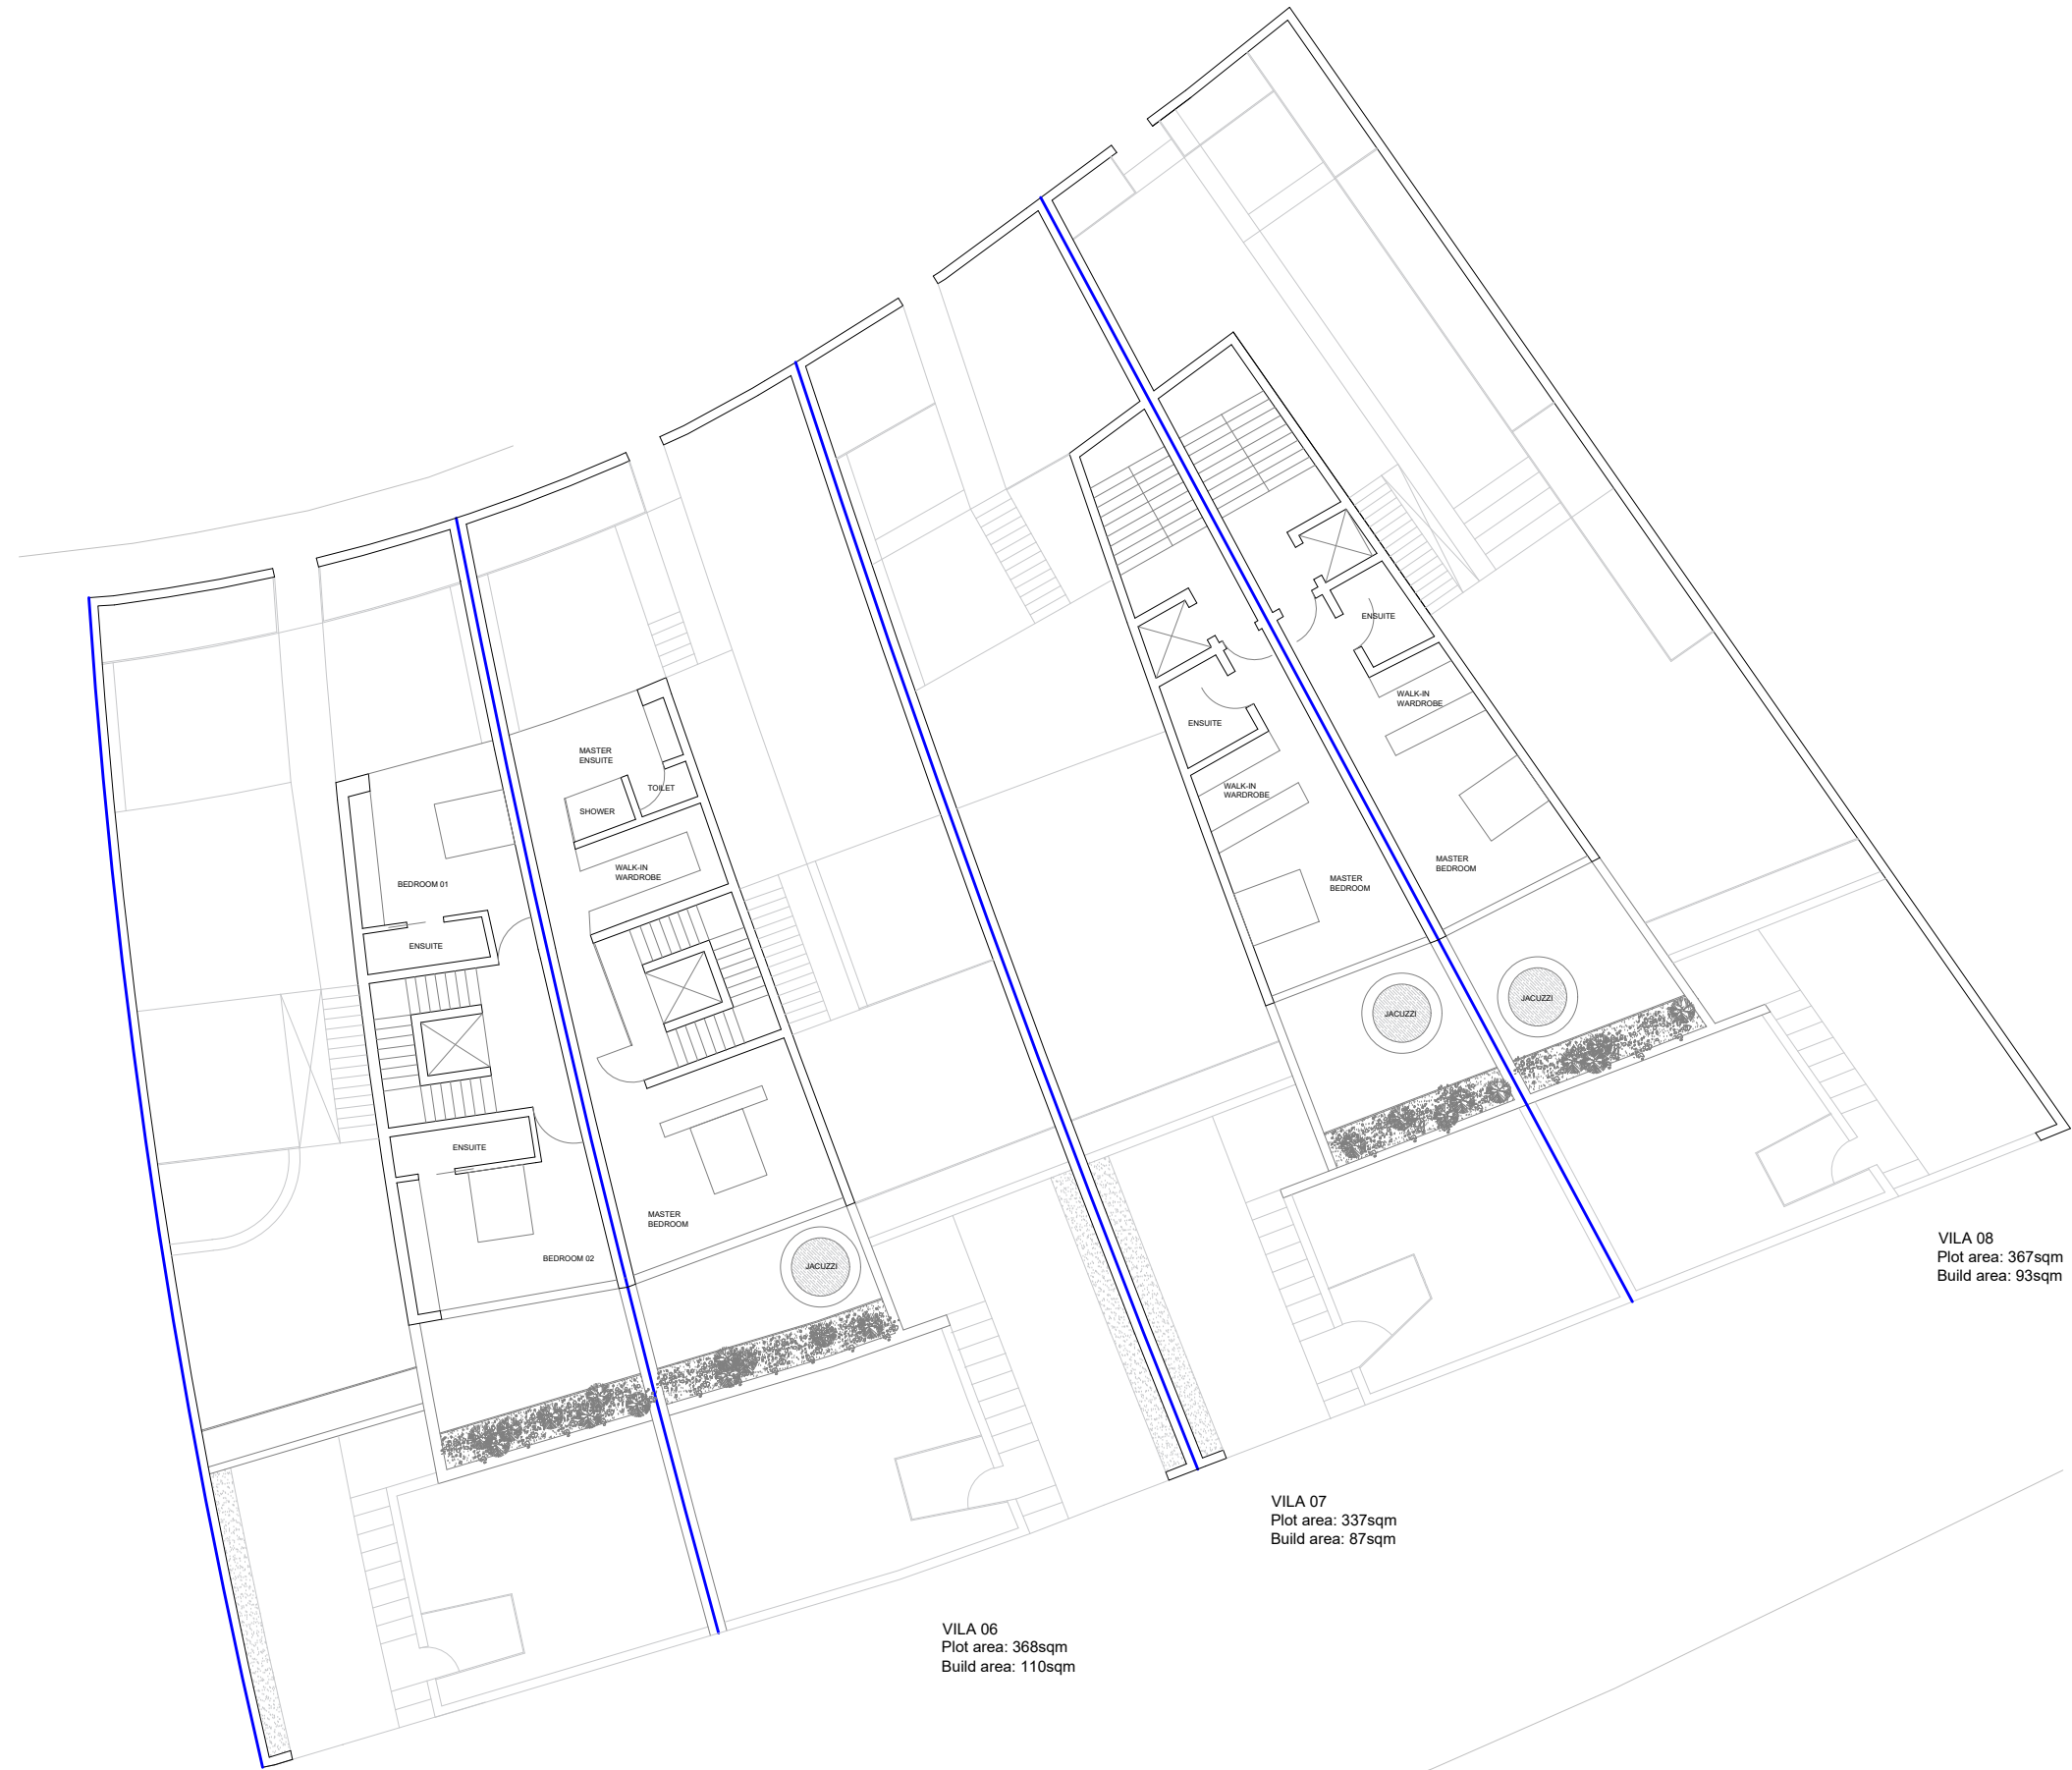 ENSUITE
WALK-IN
WARDROBE
MASTER
BEDROOM
JACUZZI
ENSUITE
WALK-IN
WARDROBE
MASTER
BEDROOM
JACUZZI
MASTER
ENSUITE
TOILET
SHOWER
WALK-IN
WARDROBE
MASTER
BEDROOM
JACUZZI
BEDROOM 01
ENSUITE
ENSUITE
BEDROOM 02
VILA 08
Plot area: 367sqm
Build area: 93sqm
VILA 07
Plot area: 337sqm
Build area: 87sqm
VILA 06
Plot area: 368sqm
Build area: 110sqm